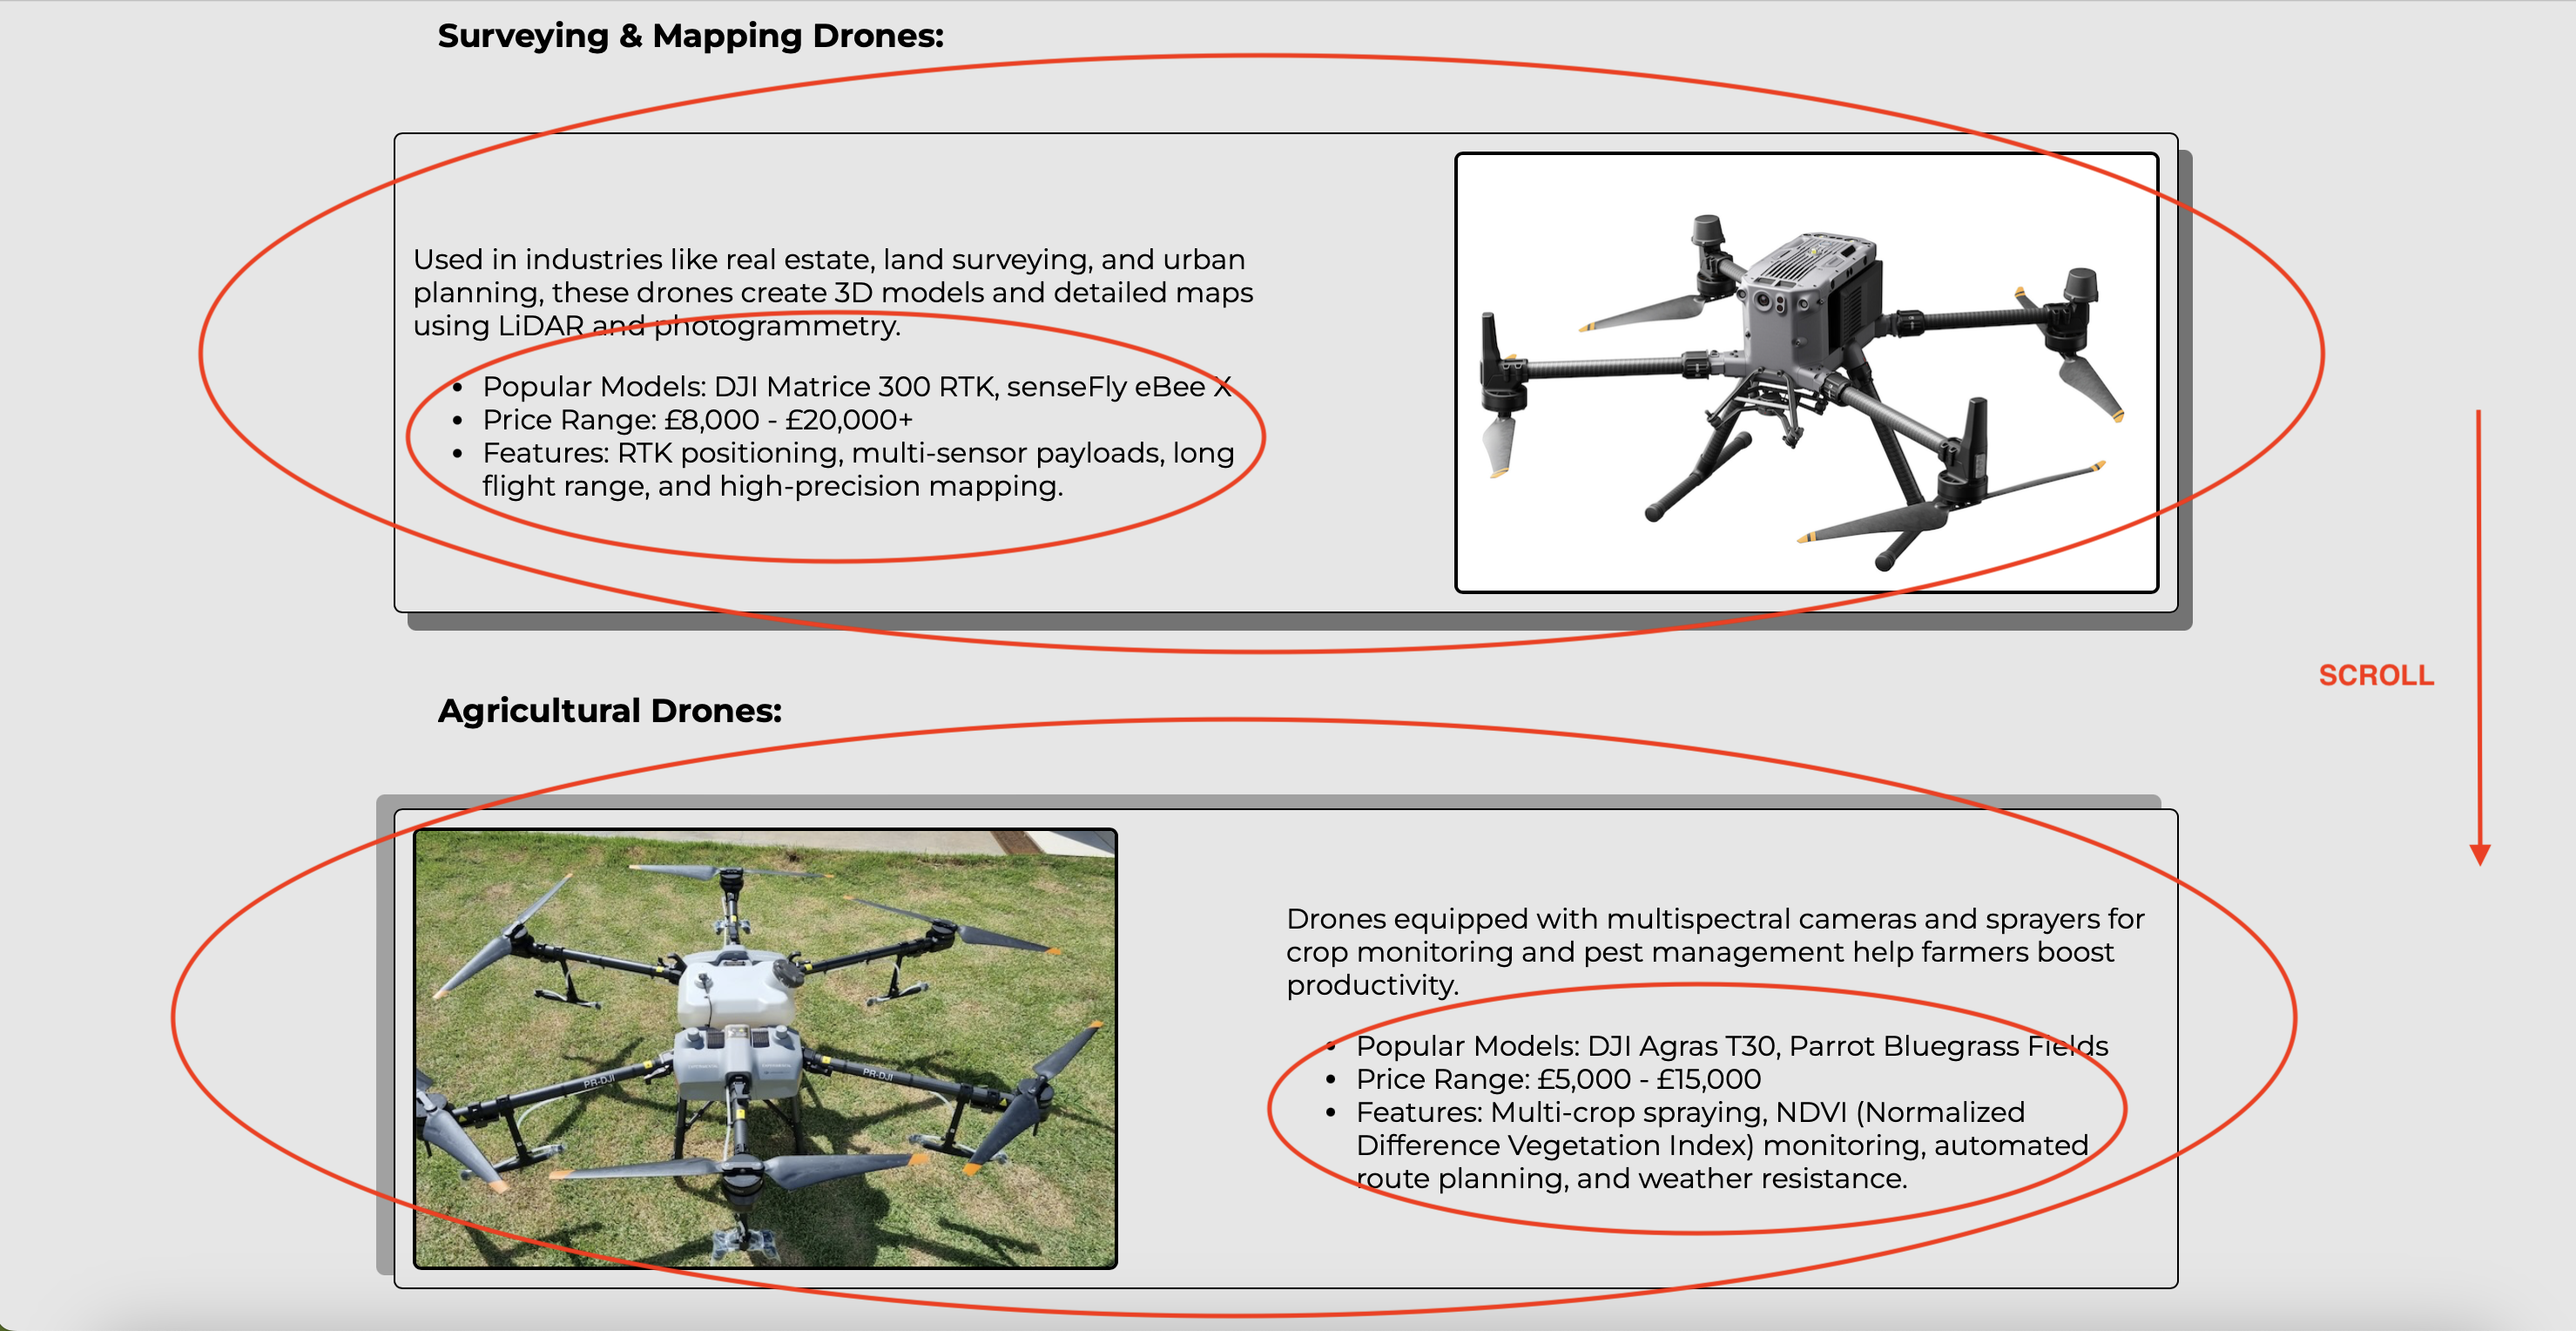 Surveying & Mapping Drones:
Used in industries like real estate, land surveying, and urban
planning, these drones create 3D models and detailed maps
using LiDAR and photogrammetry.
• Popular Models: DJI Matrice 300 RTK, senseFly eBee X
• Price Range: £8,000 - £20,000+
• Features: RTK positioning, multi-sensor payloads, long
flight range, and high-precision mapping.
SCROLL
Agricultural Drones:
PR-DJI
PR-DJI
Drones equipped with multispectral cameras and sprayers for
crop monitoring and pest management help farmers boost
productivity.
• Popular Models: DJI Agras T30, Parrot Bluegrass Fields
• Price Range: £5,000 - £15,000
• Features: Multi-crop spraying, NDVI (Normalized
Difference Vegetation Index) monitoring, automated
route planning, and weather resistance.